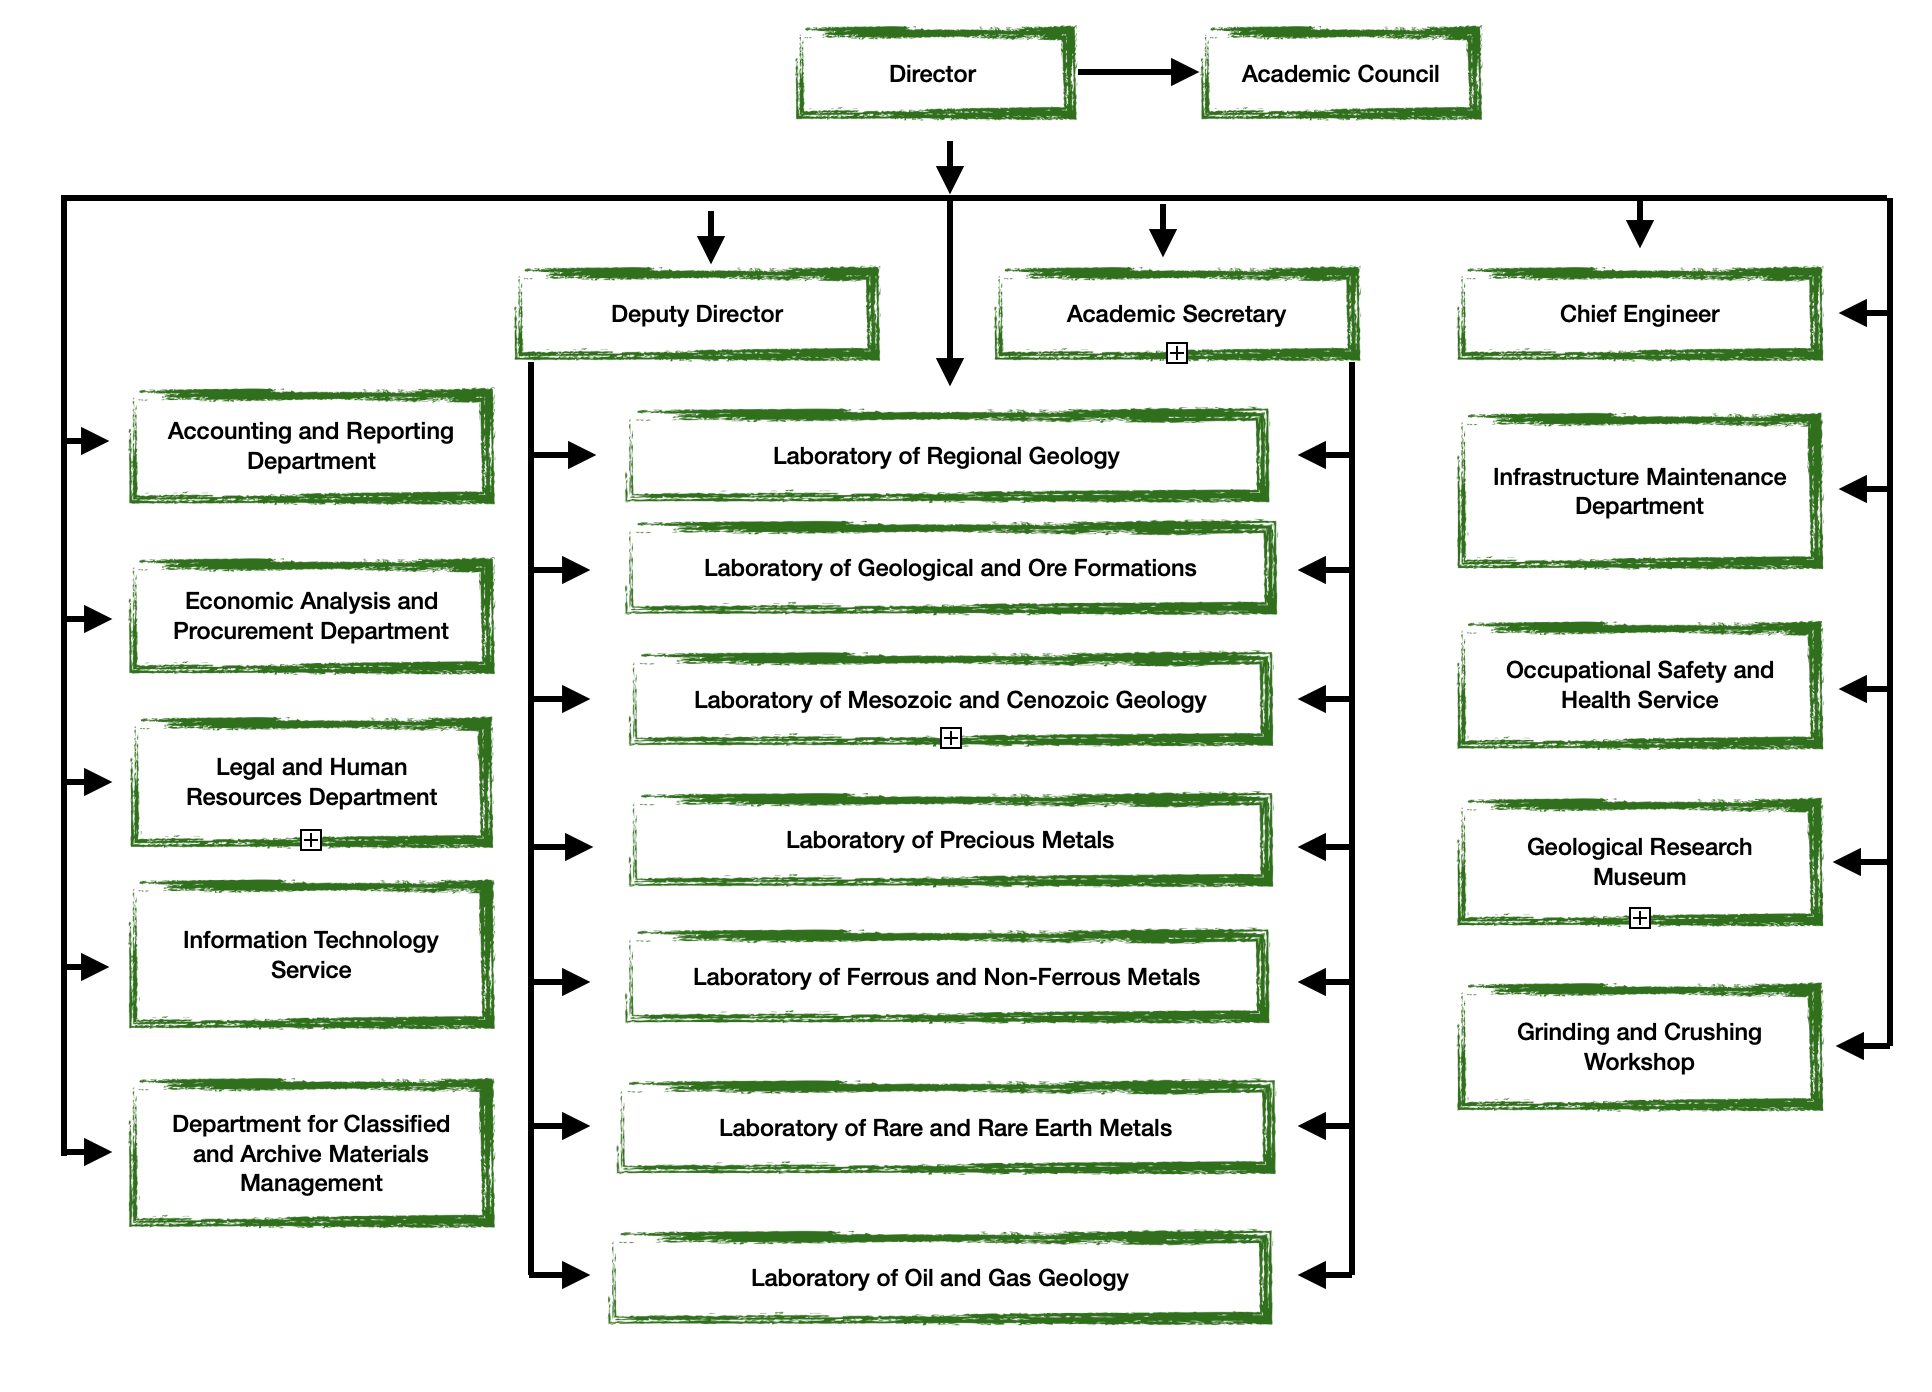 Director
Academic Council
Deputy Director
Academic Secretary
Chief Engineer
Accounting and Reporting
Department
Economic Analysis and
Procurement Department
Legal and Human
Resources Department
Information Technology
Service
Department for Classified
and Archive Materials
Management
Laboratory of Regional Geology
Laboratory of Geological and Ore Formations
Laboratory of Mesozoic and Cenozoic Geology
Laboratory of Precious Metals
Laboratory of Ferrous and Non-Ferrous Metals
Laboratory of Rare and Rare Earth Metals
Laboratory of Oil and Gas Geology
Infrastructure Maintenance
Department
Occupational Safety and
Health Service
Geological Research
Museum
Grinding and Crushing
Workshop